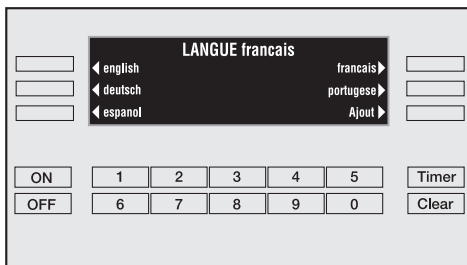 LANGUE francais
english francais
deutsch portugese
espanol Ajout
ON 1 2 3 4 5 Timer
OFF 6 7 8 9 0 Clear